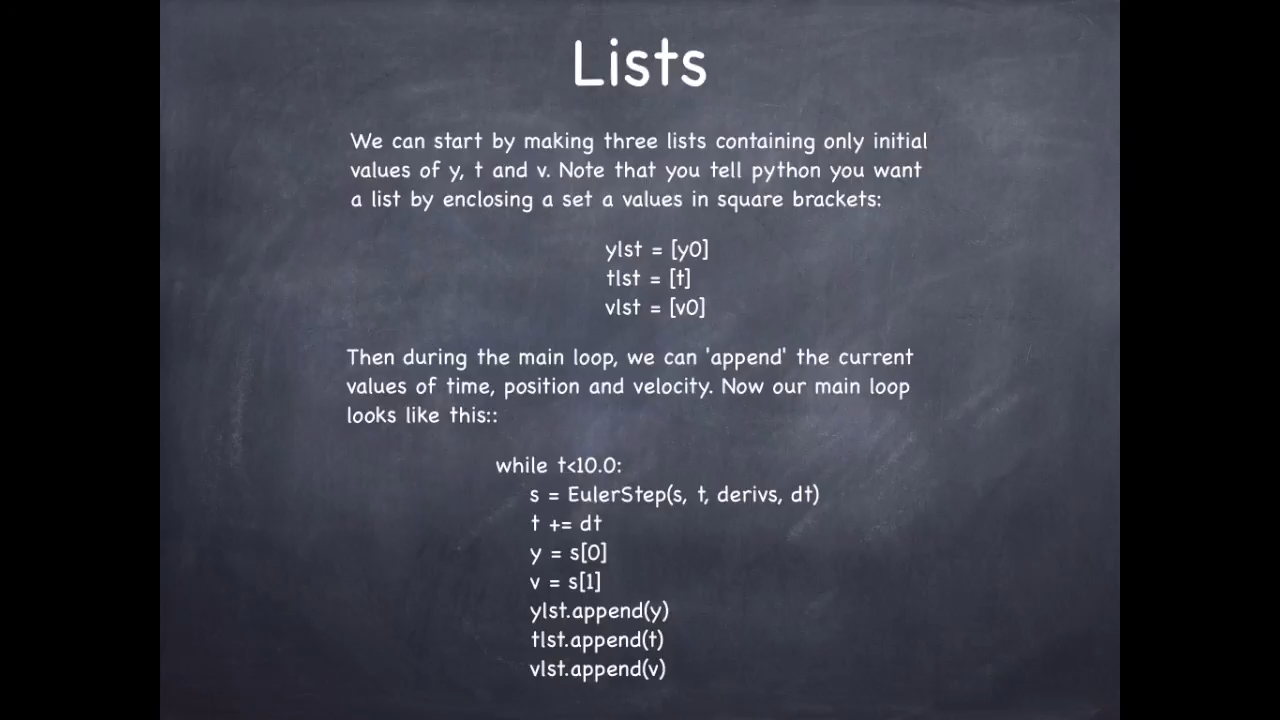 Lists
We can start by making three lists containing only initial
values of y, t and v. Note that you tell python you want
a list by enclosing a set a values in square brackets:
ylst = [y0]
tlst = [t]
vlst = [v0]
Then during the main loop, we can 'append' the current
values of time, position and velocity. Now our main loop
looks like this::
while t<10.0:
s = EulerStep(s, t, derivs, dt)
t += dt
y = s[0]
v = s[1]
ylst.append(y)
tlst.append(t)
vlst.append(v)